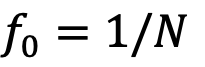 f₀ = 1/N